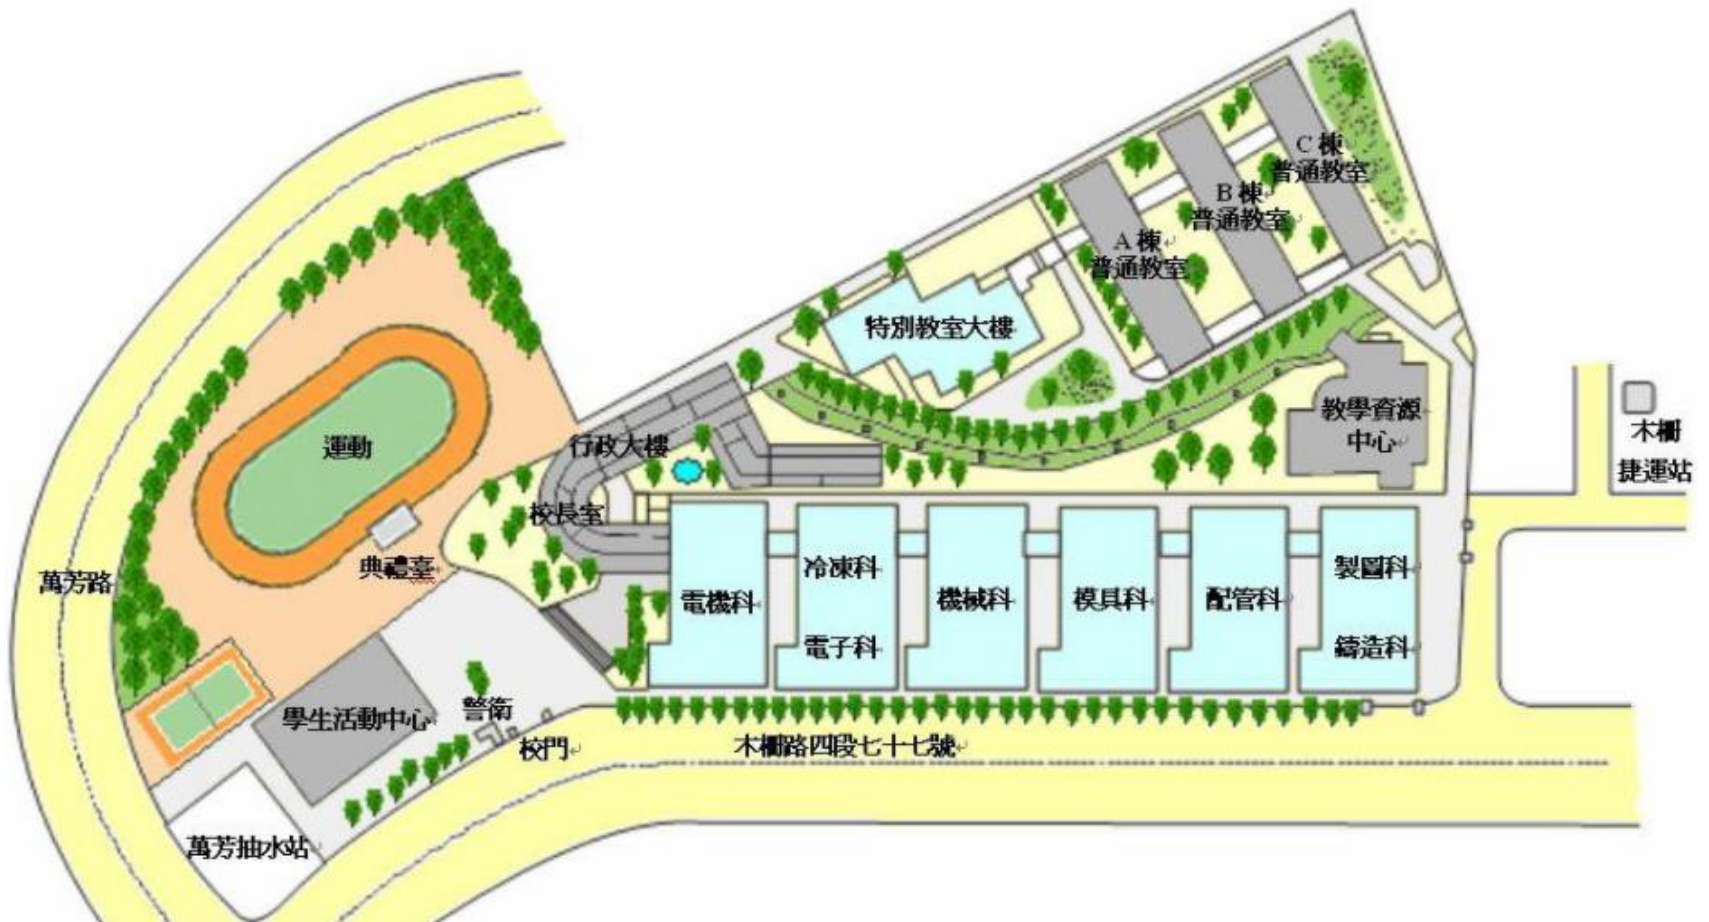 C 棟
普通教室
B 棟
普通教室
A 棟
普通教室
特別教室大樓
教學資源
中心
木柵
捷運站
運動
行政大樓
校長室
典禮臺
萬芳路
電機科
冷凍科
電子科
機械科
模具科
配管科
製圖科
鑄造科
學生活動中心
警衛
校門
木柵路四段七十七號
萬芳抽水站